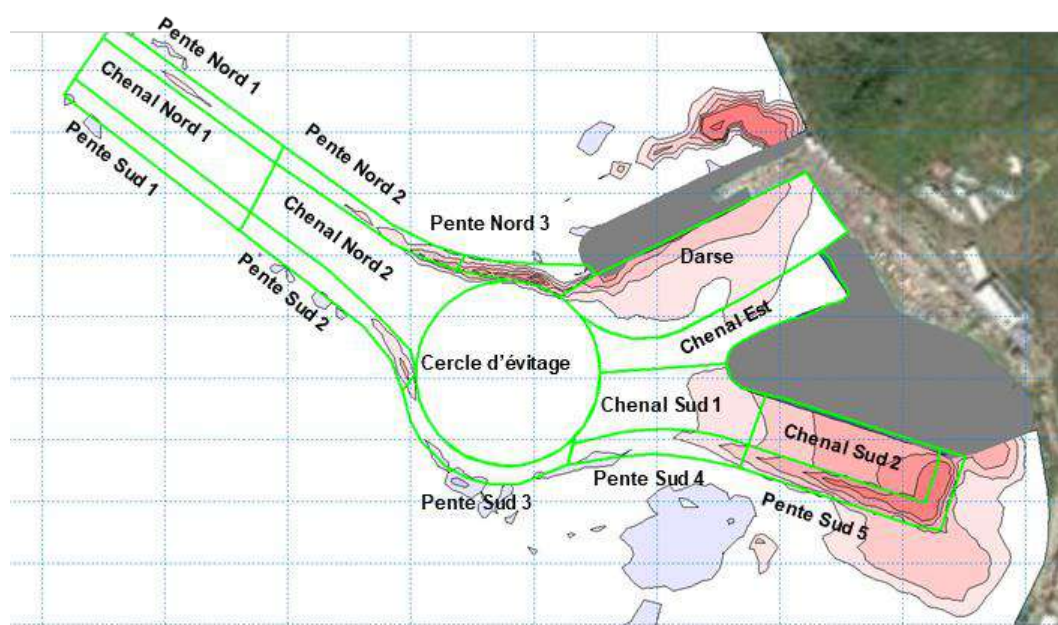 Pente Nord 1
Chenal Nord 1
Pente Sud 1
Pente Nord 2
Chenal Nord 2
Pente Nord 3
Pente Sud 2
Darse
Chenal Est
Cercle d'évitage
Chenal Sud 1
Chenal Sud 2
Pente Sud 3
Pente Sud 4
Pente Sud 5